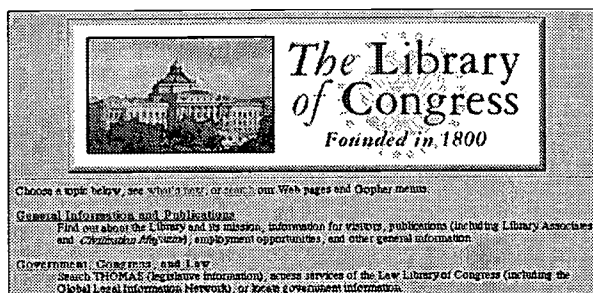 The Library
of Congress
Founded in 1800
Choose a topic below, see what's new, or search our Web pages and Gopher menus.
General Information and Publications
Find out about the Library and its mission, information for visitors, publications (including Library Associates
and Civilization Magazine), employment opportunities, and other general information
Government, Congress, and Law
Search THOMAS (legislative information), access services of the Law Library of Congress (including the
Global Legal Information Network), or locate government information.